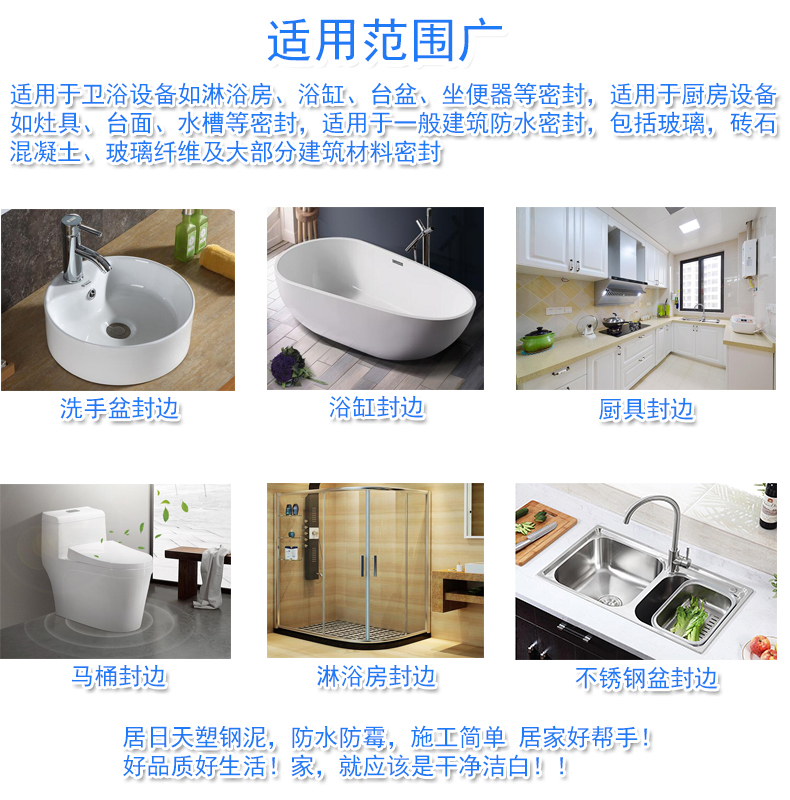 适用范围广
适用于卫浴设备如淋浴房、浴缸、台盆、坐便器等密封，适用于厨房设备
如灶具、台面、水槽等密封，适用于一般建筑防水密封，包括玻璃，砖石
混凝土、玻璃纤维及大部分建筑材料密封
洗手盆封边
浴缸封边
厨具封边
马桶封边
淋浴房封边
不锈钢盆封边
居日天塑钢泥，防水防霉，施工简单 居家好帮手！
好品质好生活！家，就应该是干净洁白！！